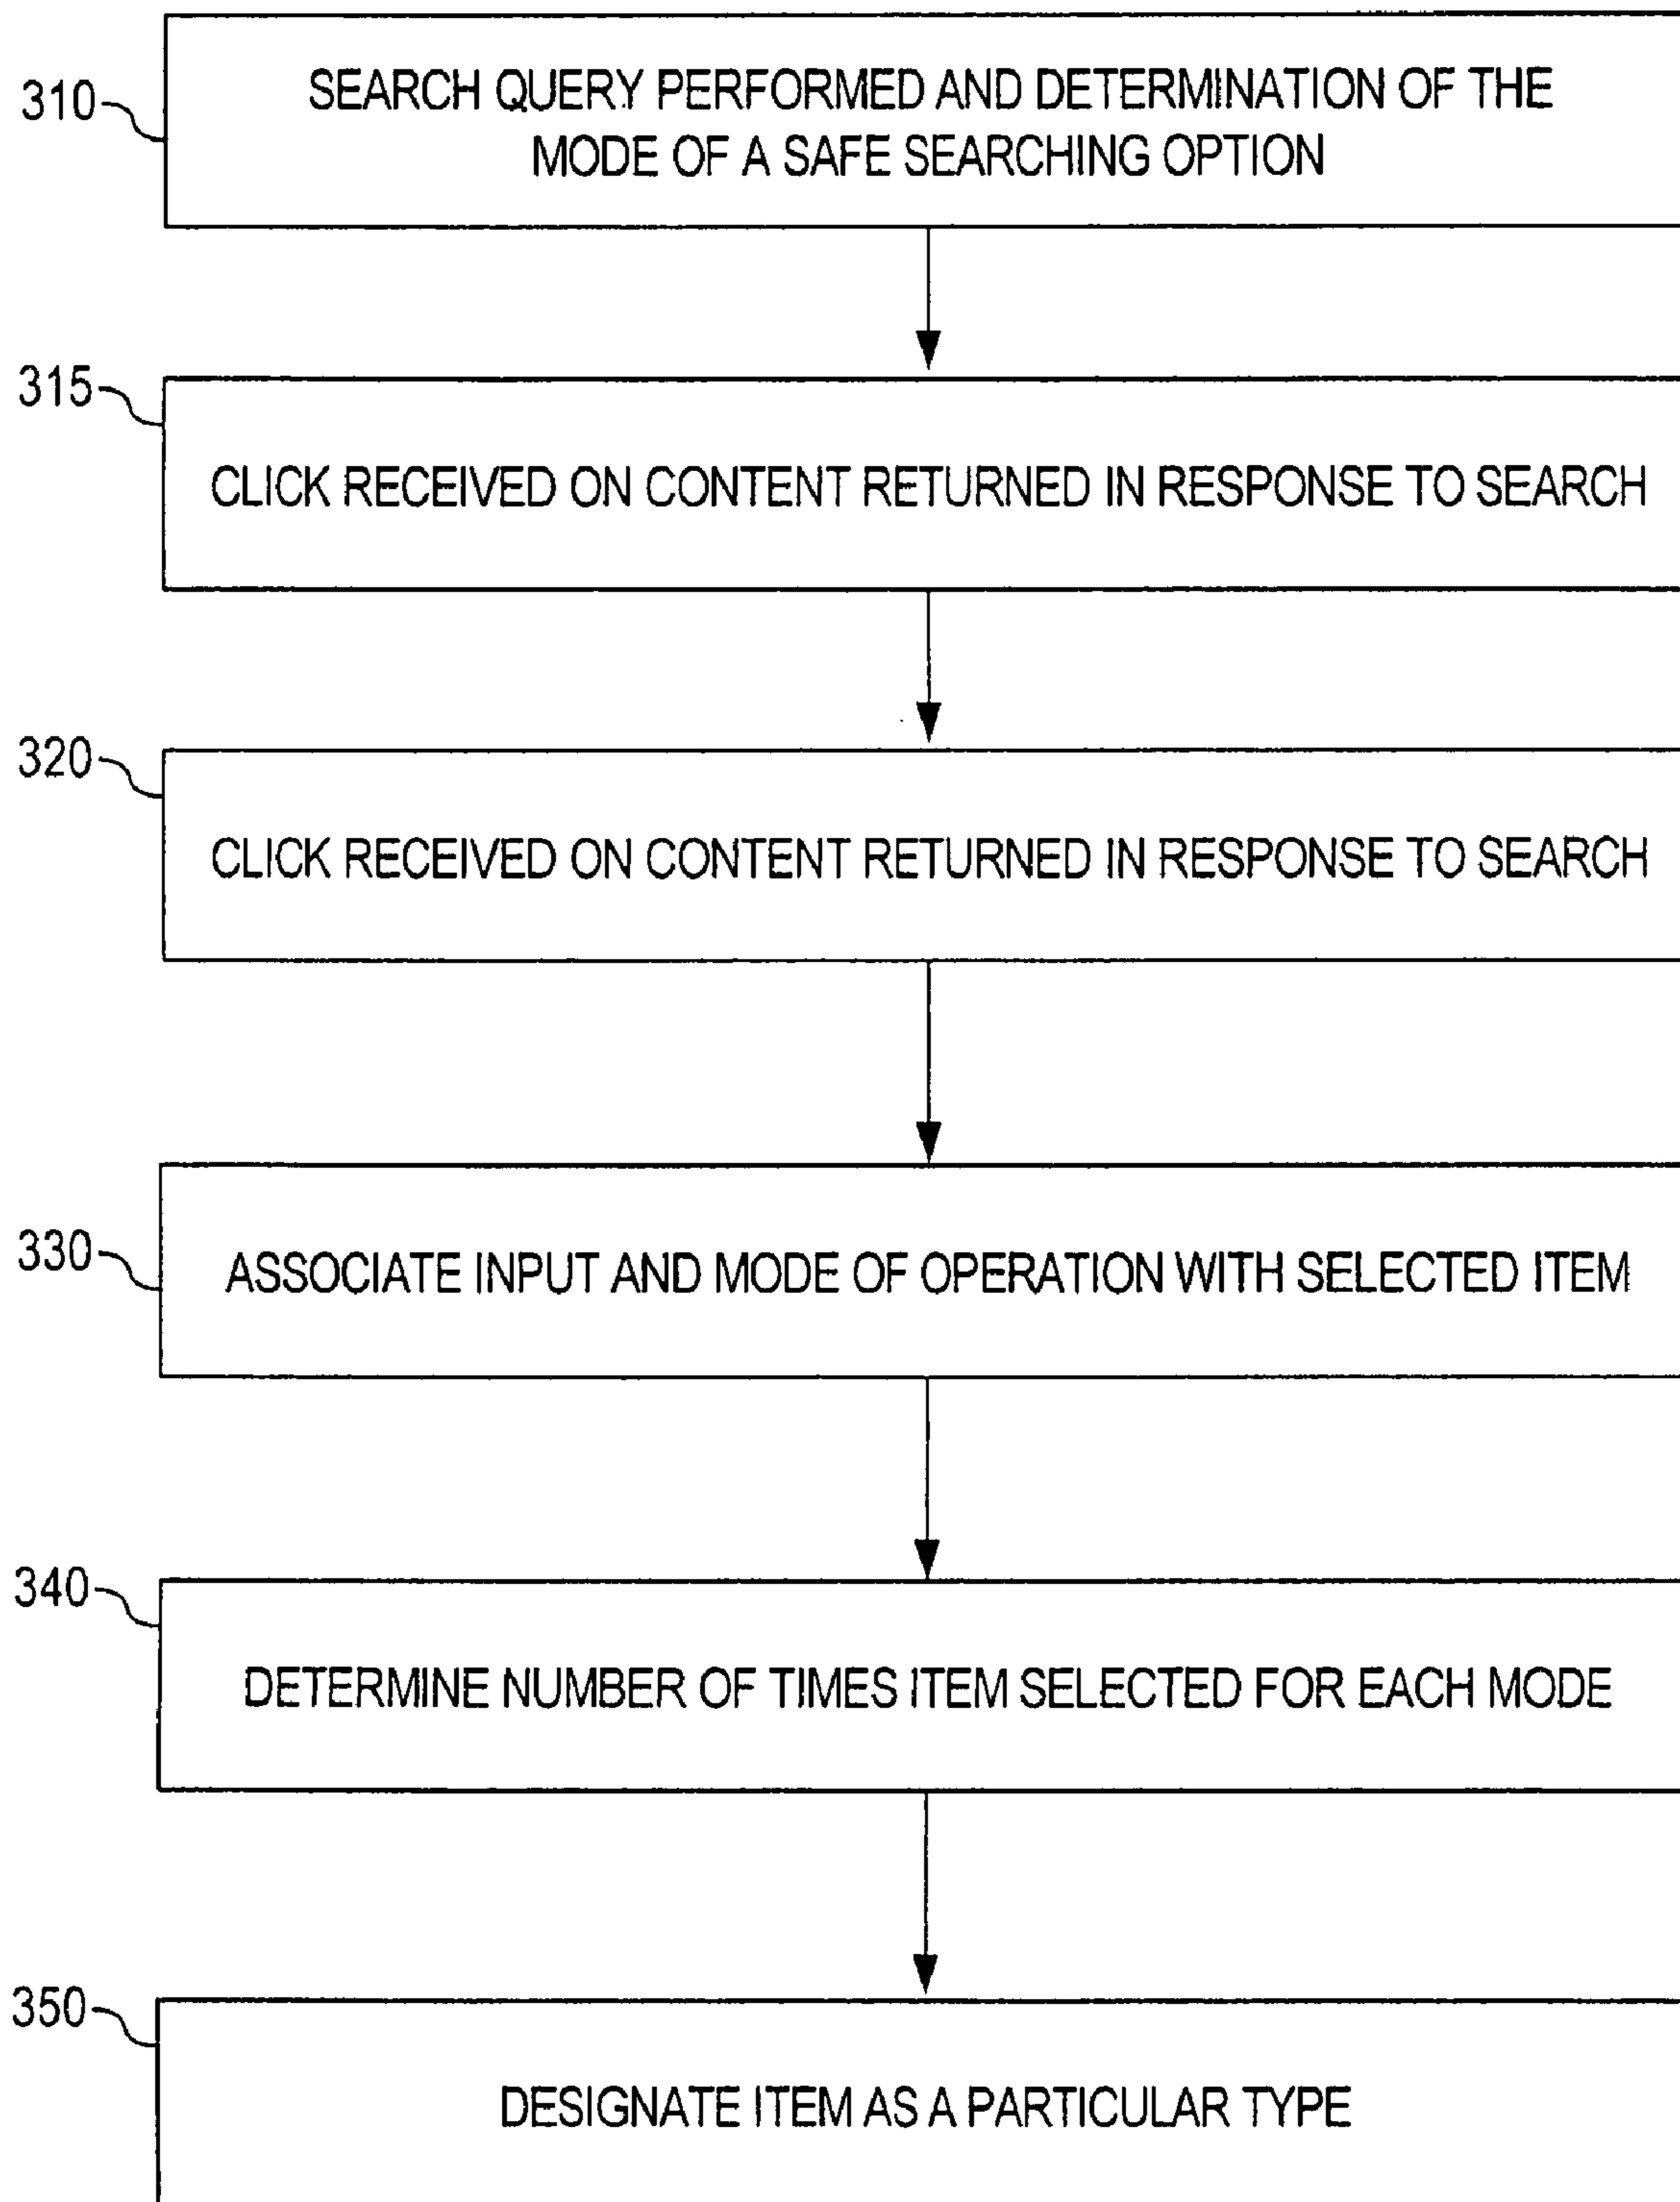 310
SEARCH QUERY PERFORMED AND DETERMINATION OF THE
MODE OF A SAFE SEARCHING OPTION
315
CLICK RECEIVED ON CONTENT RETURNED IN RESPONSE TO SEARCH
320
CLICK RECEIVED ON CONTENT RETURNED IN RESPONSE TO SEARCH
330
ASSOCIATE INPUT AND MODE OF OPERATION WITH SELECTED ITEM
340
DETERMINE NUMBER OF TIMES ITEM SELECTED FOR EACH MODE
350
DESIGNATE ITEM AS A PARTICULAR TYPE